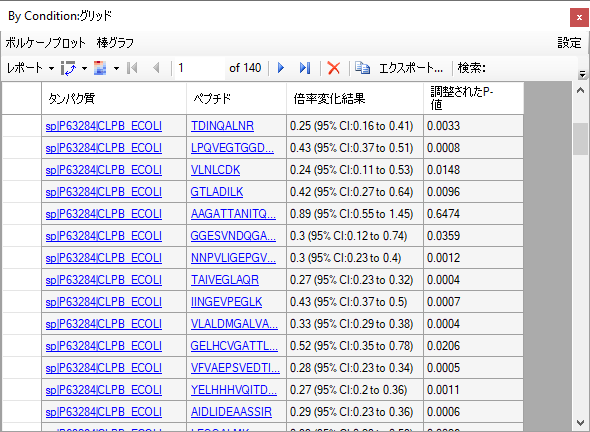 By Condition:グリッド
x
ボルケーノプロット 棒グラフ 設定
レポート 1 of 140 エクスポート... 検索:
タンパク質 ペプチド 倍率変化結果 調整されたP-
値
sp|P63284|CLPB_ECOLI TDINQALNR 0.25 (95% CI:0.16 to 0.41) 0.0033
sp|P63284|CLPB_ECOLI LPQVEGTGGD... 0.43 (95% CI:0.37 to 0.51) 0.0008
sp|P63284|CLPB_ECOLI VLNLCDK 0.24 (95% CI:0.11 to 0.53) 0.0148
sp|P63284|CLPB_ECOLI GTLADILK 0.42 (95% CI:0.27 to 0.64) 0.0096
sp|P63284|CLPB_ECOLI AAGATTANITQ... 0.89 (95% CI:0.55 to 1.45) 0.6474
sp|P63284|CLPB_ECOLI GGESVNDQGA... 0.3 (95% CI:0.12 to 0.74) 0.0359
sp|P63284|CLPB_ECOLI NNPVLIGEPGV... 0.3 (95% CI:0.23 to 0.4) 0.0012
sp|P63284|CLPB_ECOLI TAIVEGLAQR 0.27 (95% CI:0.23 to 0.32) 0.0004
sp|P63284|CLPB_ECOLI IINGEVPEGLK 0.43 (95% CI:0.37 to 0.5) 0.0007
sp|P63284|CLPB_ECOLI VLALDMGALVA... 0.33 (95% CI:0.29 to 0.38) 0.0004
sp|P63284|CLPB_ECOLI GELHCVGATTL... 0.52 (95% CI:0.35 to 0.78) 0.0206
sp|P63284|CLPB_ECOLI VFVAEPSVEDTI... 0.28 (95% CI:0.23 to 0.34) 0.0005
sp|P63284|CLPB_ECOLI YELHHHVQITD... 0.27 (95% CI:0.2 to 0.36) 0.0011
sp|P63284|CLPB_ECOLI AIDLIDEAASSIR 0.29 (95% CI:0.23 to 0.36) 0.0006